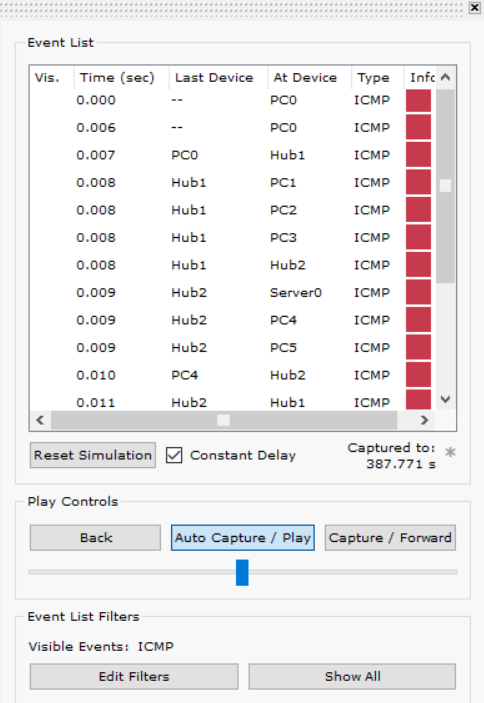 Event List
Vis. Time (sec) Last Device At Device Type Info
0.000 -- PC0 ICMP
0.006 -- PC0 ICMP
0.007 PC0 Hub1 ICMP
0.008 Hub1 PC1 ICMP
0.008 Hub1 PC2 ICMP
0.008 Hub1 PC3 ICMP
0.008 Hub1 Hub2 ICMP
0.009 Hub2 Server0 ICMP
0.009 Hub2 PC4 ICMP
0.009 Hub2 PC5 ICMP
0.010 PC4 Hub2 ICMP
0.011 Hub2 Hub1 ICMP
Reset Simulation Constant Delay Captured to: *
387.771 s
Play Controls
Back Auto Capture / Play Capture / Forward
Event List Filters
Visible Events: ICMP
Edit Filters Show All